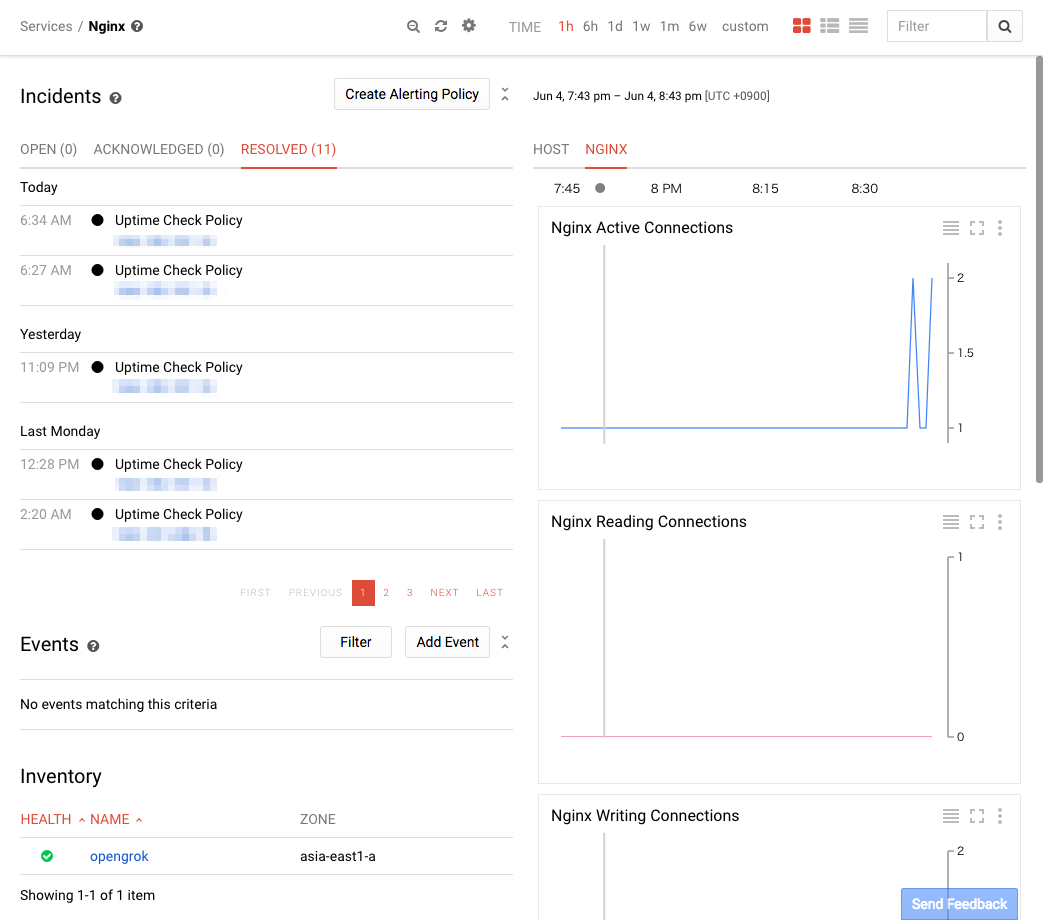 Services / Nginx
TIME 1h 6h 1d 1w 1m 6w custom
Filter
Incidents
Create Alerting Policy
OPEN (0) ACKNOWLEDGED (0) RESOLVED (11)
Today
6:34 AM Uptime Check Policy
6:27 AM Uptime Check Policy
Yesterday
11:09 PM Uptime Check Policy
Last Monday
12:28 PM Uptime Check Policy
2:20 AM Uptime Check Policy
FIRST PREVIOUS 1 2 3 NEXT LAST
Events
Filter Add Event
No events matching this criteria
Inventory
HEALTH NAME ZONE
opengrok asia-east1-a
Showing 1-1 of 1 item
Jun 4, 7:43 pm – Jun 4, 8:43 pm [UTC +0900]
HOST NGINX
7:45 8 PM 8:15 8:30
Nginx Active Connections
2
1.5
1
Nginx Reading Connections
1
0
Nginx Writing Connections
2
Send Feedback